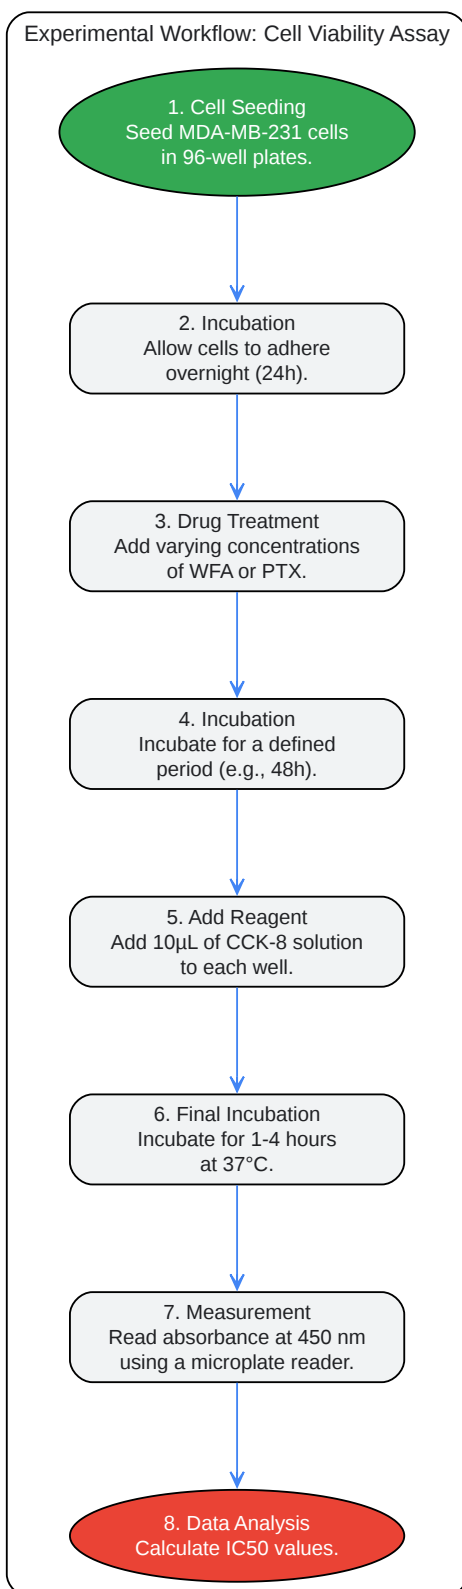 Experimental Workflow: Cell Viability Assay
1. Cell Seeding
Seed MDA-MB-231 cells
in 96-well plates.
2. Incubation
Allow cells to adhere
overnight (24h).
3. Drug Treatment
Add varying concentrations
of WFA or PTX.
4. Incubation
Incubate for a defined
period (e.g., 48h).
5. Add Reagent
Add 10µL of CCK-8 solution
to each well.
6. Final Incubation
Incubate for 1-4 hours
at 37°C.
7. Measurement
Read absorbance at 450 nm
using a microplate reader.
8. Data Analysis
Calculate IC50 values.